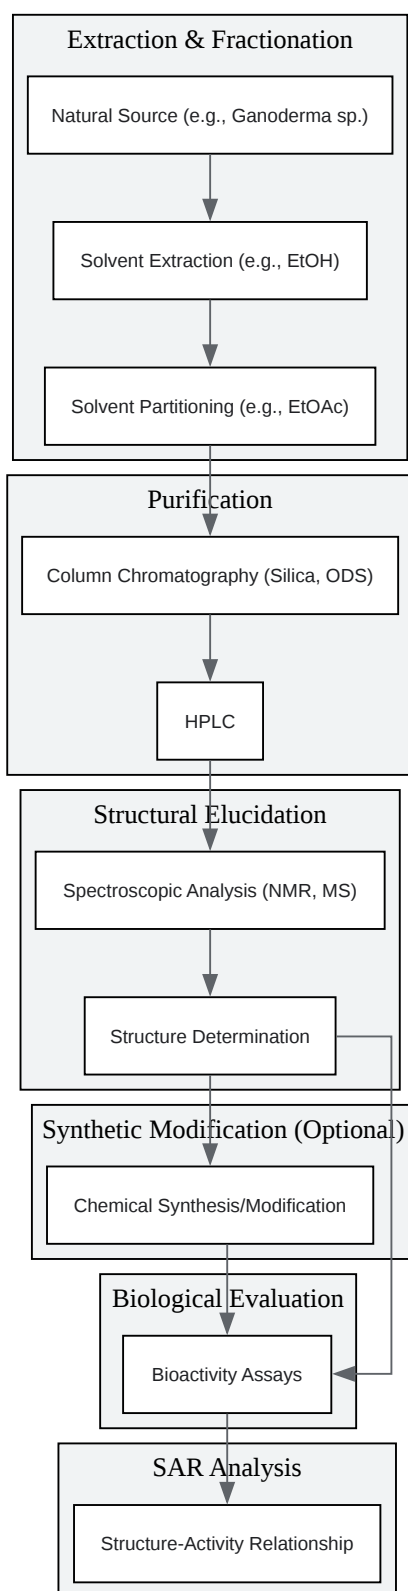 Extraction & Fractionation
Natural Source (e.g., Ganoderma sp.)
Solvent Extraction (e.g., EtOH)
Solvent Partitioning (e.g., EtOAc)
Purification
Column Chromatography (Silica, ODS)
HPLC
Structural Elucidation
Spectroscopic Analysis (NMR, MS)
Structure Determination
Synthetic Modification (Optional)
Chemical Synthesis/Modification
Biological Evaluation
Bioactivity Assays
SAR Analysis
Structure-Activity Relationship